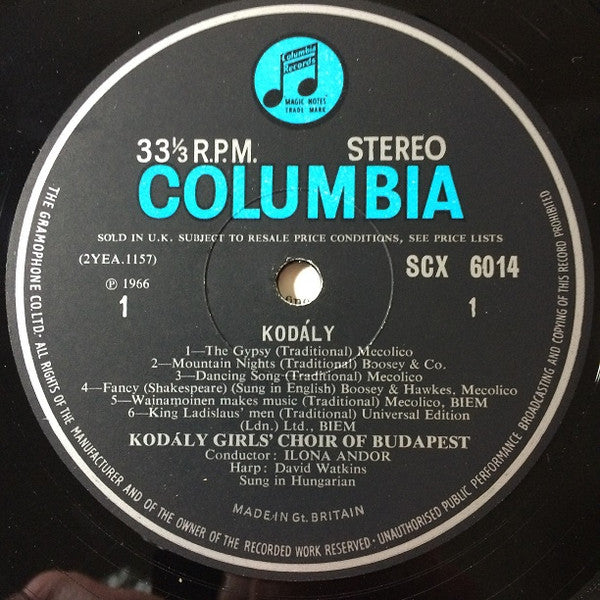 Columbia
Records
MAGIC NOTES
TRADE MARK
33⅓ R.P.M. STEREO
COLUMBIA
SOLD IN U.K. SUBJECT TO RESALE PRICE CONDITIONS, SEE PRICE LISTS
(2YEA.1157) SCX 6014
℗ 1966
1 1
KODÁLY
1—The Gypsy (Traditional) Mecolico
2—Mountain Nights (Traditional) Boosey & Co.
3—Dancing Song (Traditional) Mecolico
4—Fancy (Shakespeare) (Sung in English) Boosey & Hawkes, Mecolico
5—Wainamoinen makes music (Traditional) Mecolico, BIEM
6—King Ladislaus' men (Traditional) Universal Edition
(Ldn.) Ltd., BIEM
KODÁLY GIRLS' CHOIR OF BUDAPEST
Conductor: ILONA ANDOR
Harp: David Watkins
Sung in Hungarian
MADE IN Gt. BRITAIN
THE GRAMOPHONE CO. LTD. · ALL RIGHTS OF THE MANUFACTURER AND OF THE OWNER OF THE RECORDED WORK RESERVED · UNAUTHORISED PUBLIC PERFORMANCE BROADCASTING AND COPYING OF THIS RECORD PROHIBITED